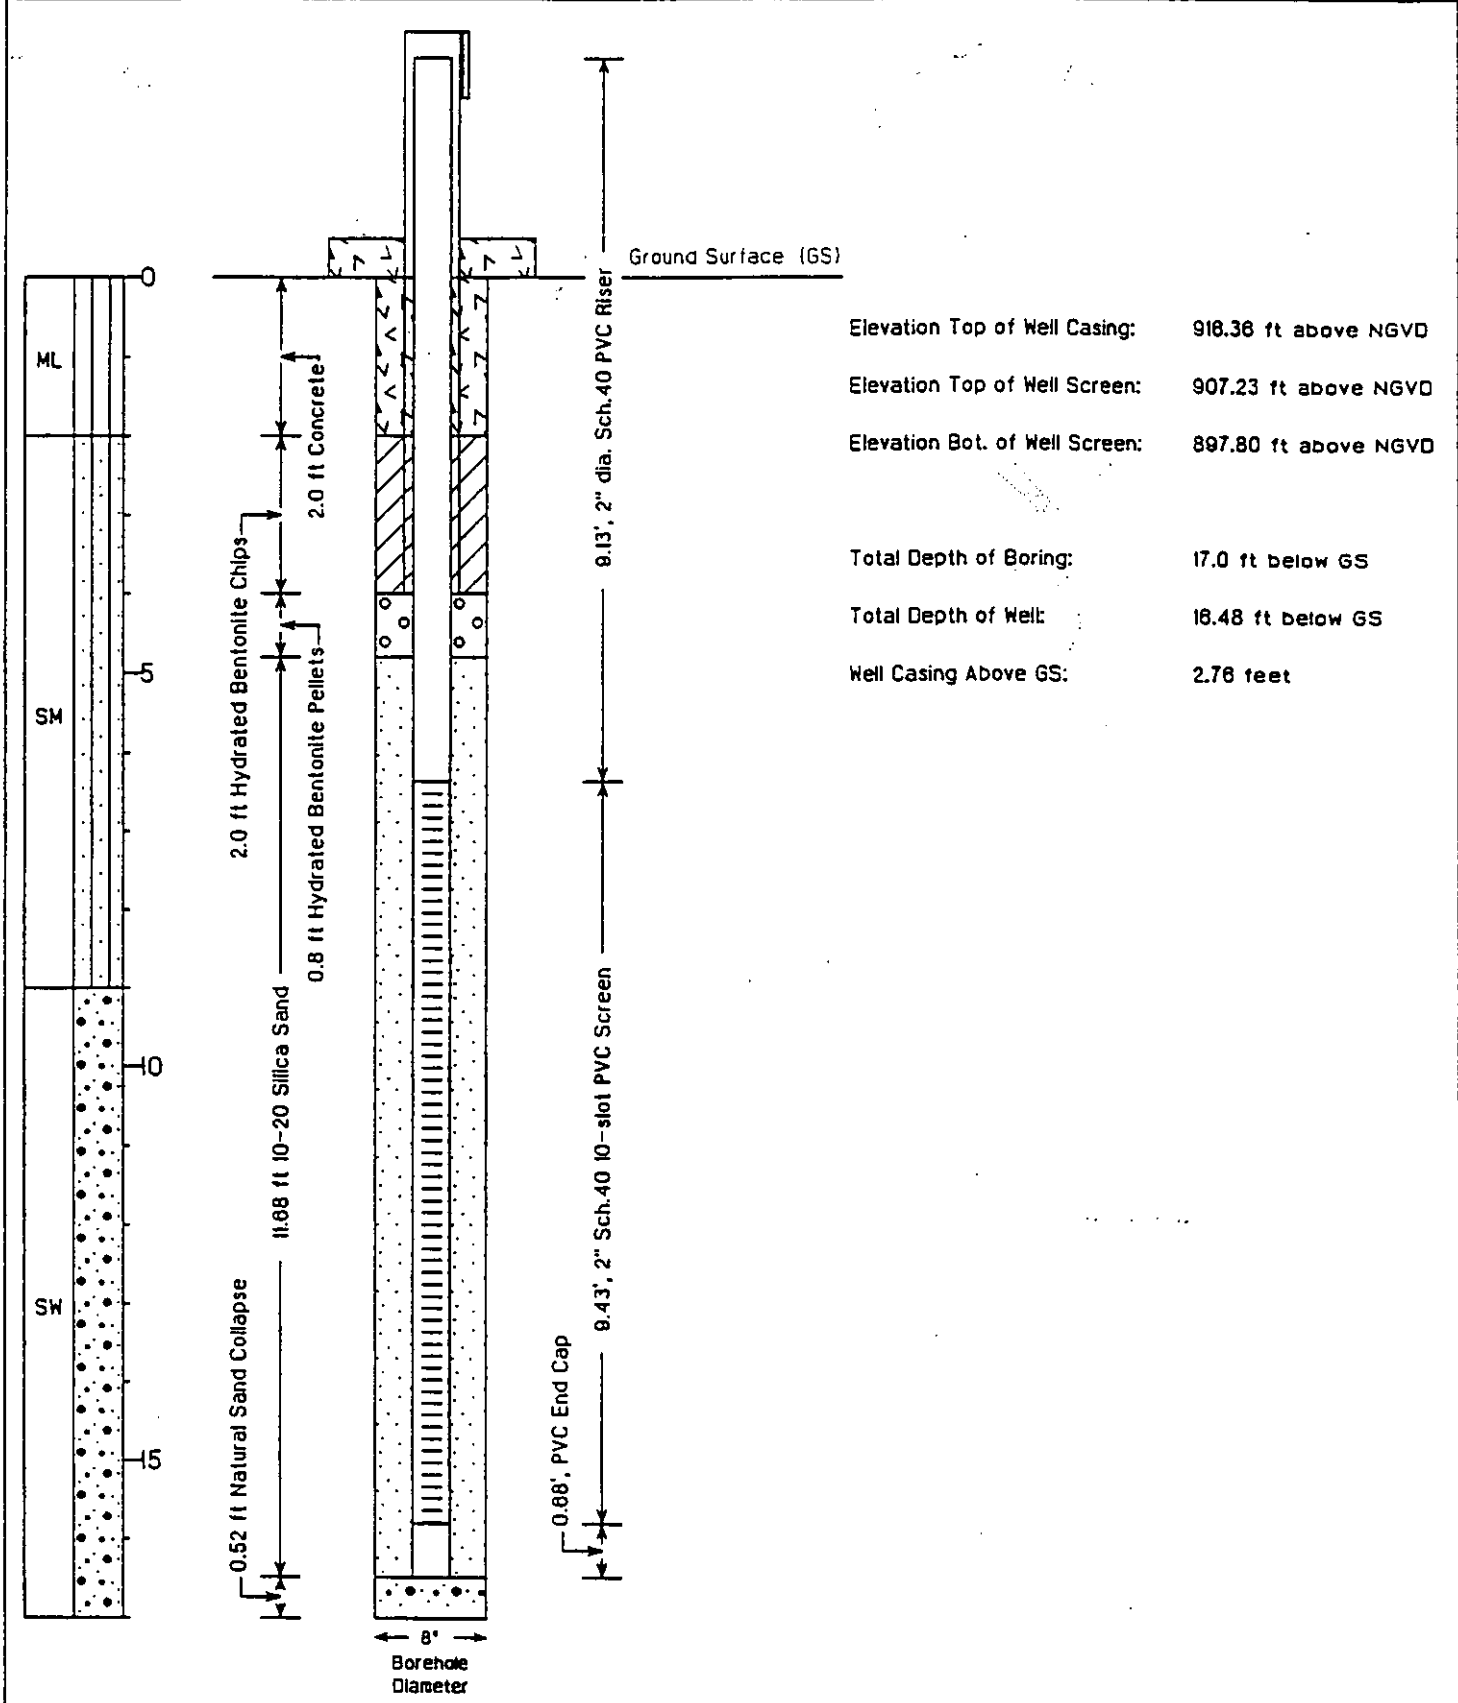 Ground Surface (GS)
0
ML
SM
5
10
SW
15
2.0 ft Concrete
2.0 ft Hydrated Bentonite Chips
0.8 ft Hydrated Bentonite Pellets
11.68 ft 10-20 Silica Sand
0.52 ft Natural Sand Collapse
9.13', 2" dia. Sch.40 PVC Riser
9.43', 2" Sch.40 10-slot PVC Screen
0.68', PVC End Cap
8"
Borehole
Diameter
Elevation Top of Well Casing: 916.36 ft above NGVD
Elevation Top of Well Screen: 907.23 ft above NGVD
Elevation Bot. of Well Screen: 897.80 ft above NGVD
Total Depth of Boring: 17.0 ft below GS
Total Depth of Well: 16.48 ft below GS
Well Casing Above GS: 2.76 feet